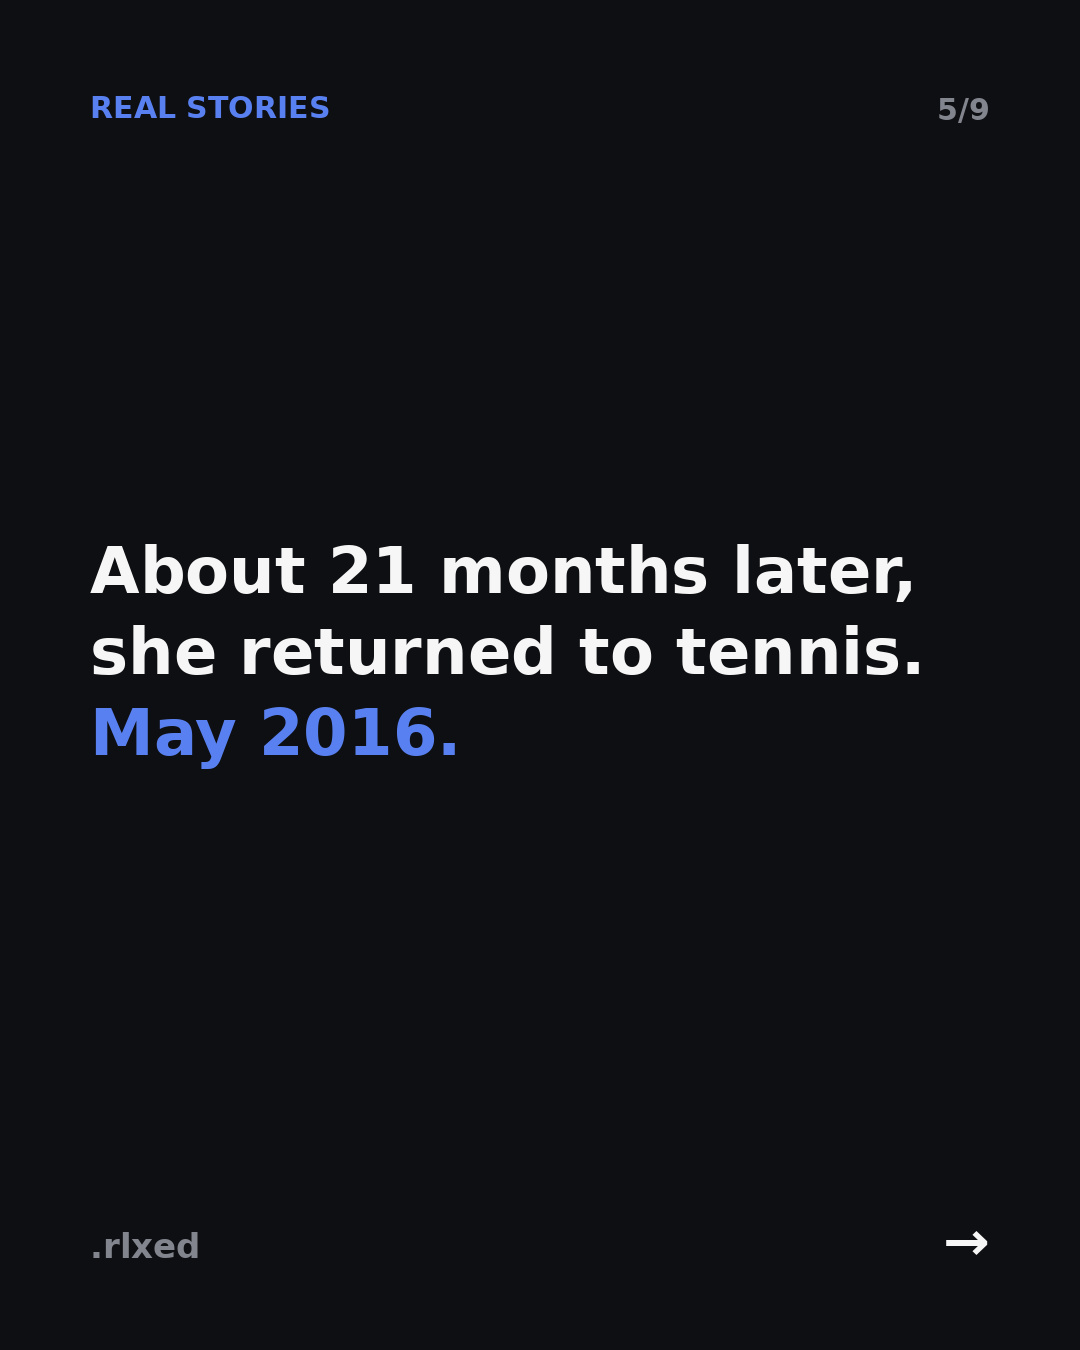 REAL STORIES
5/9
About 21 months later,
she returned to tennis.
May 2016.
.rlxed
→